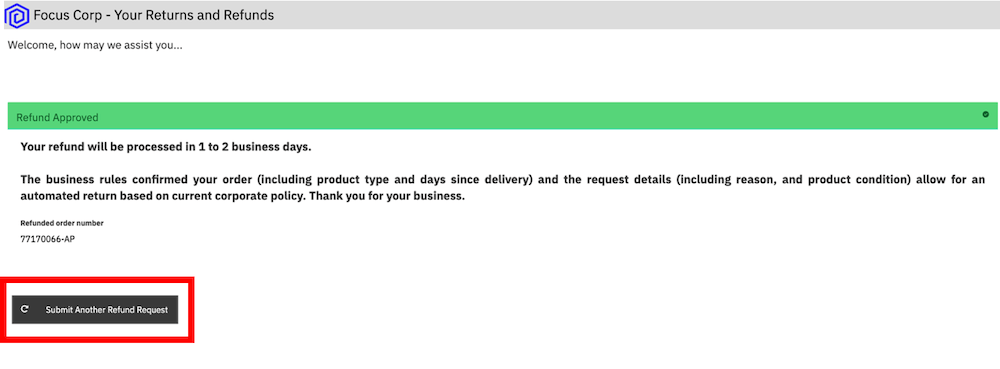 Focus Corp - Your Returns and Refunds
Welcome, how may we assist you...
Refund Approved
Your refund will be processed in 1 to 2 business days.
The business rules confirmed your order (including product type and days since delivery) and the request details (including reason, and product condition) allow for an
automated return based on current corporate policy. Thank you for your business.
Refunded order number
77170066-AP
Submit Another Refund Request